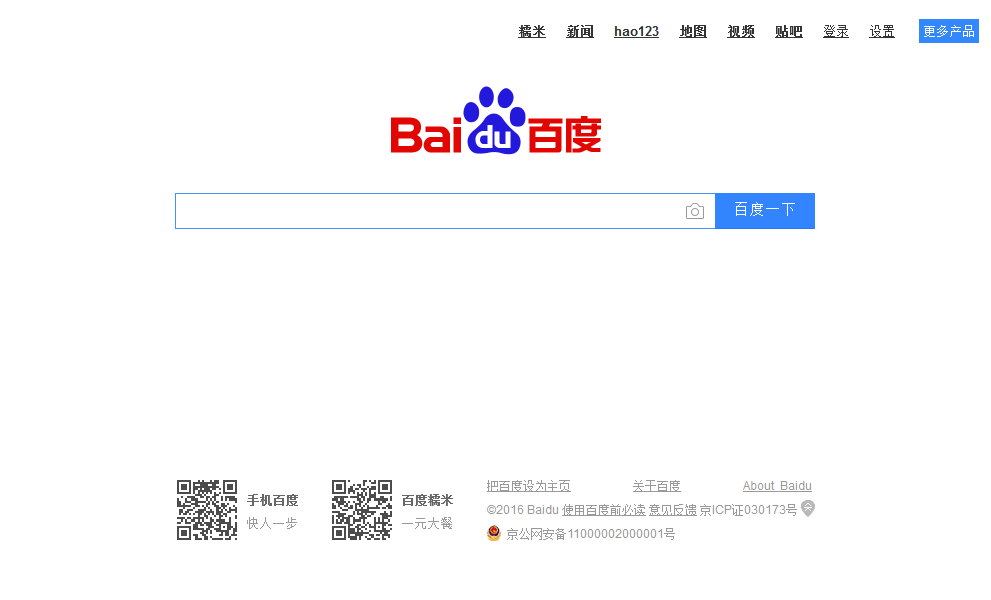 糯米 新闻 hao123 地图 视频 贴吧 登录 设置 更多产品
Bai du 百度
百度一下
手机百度
快人一步
百度糯米
一元大餐
把百度设为主页 关于百度 About Baidu
©2016 Baidu 使用百度前必读 意见反馈 京ICP证030173号
京公网安备11000002000001号